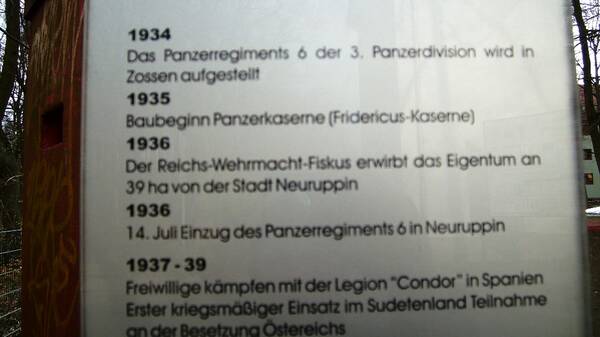 1934
Das Panzerregiments 6 der 3. Panzerdivision wird in
Zossen aufgestellt
1935
Baubeginn Panzerkaserne (Fridericus-Kaserne)
1936
Der Reichs-Wehrmacht-Fiskus erwirbt das Eigentum an
39 ha von der Stadt Neuruppin
1936
14. Juli Einzug des Panzerregiments 6 in Neuruppin
1937 - 39
Freiwillige kämpfen mit der Legion "Condor" in Spanien
Erster kriegsmäßiger Einsatz im Sudetenland Teilnahme
an der Besetzung Östereichs